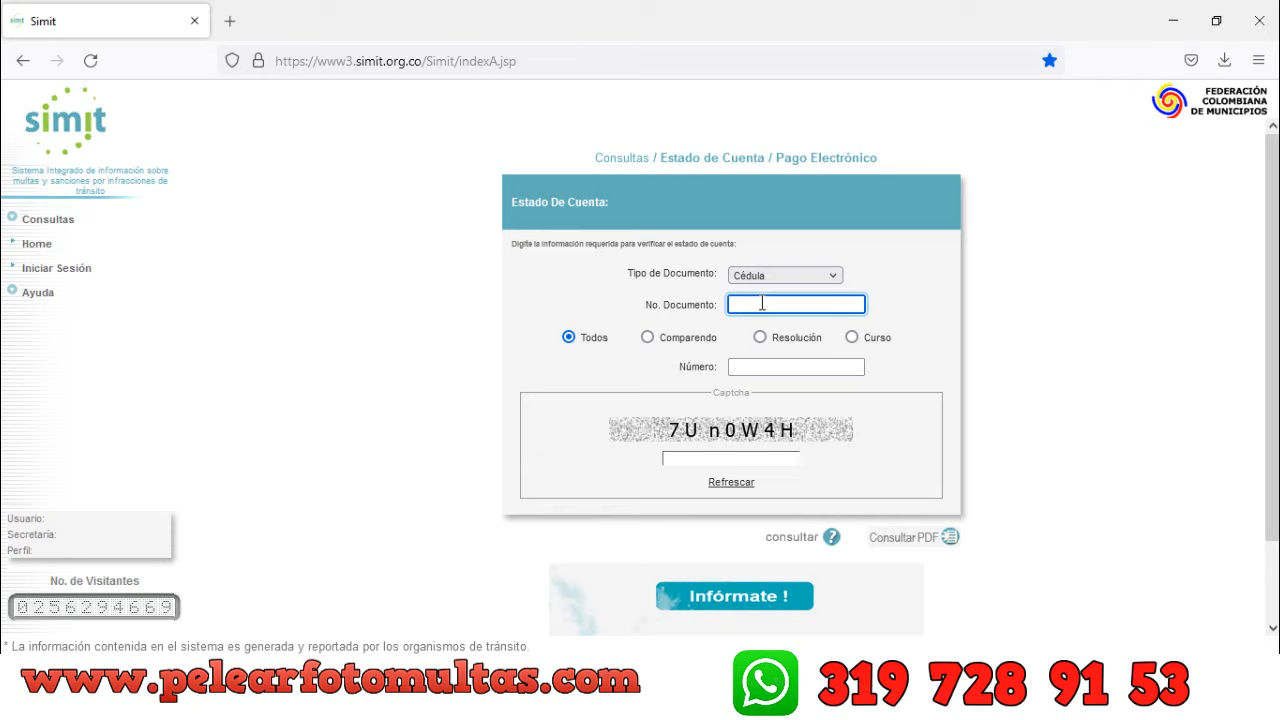 Simit
https://www3.simit.org.co/Simit/indexA.jsp
simit
Sistema Integrado de información sobre
multas y sanciones por infracciones de
tránsito
FEDERACIÓN
COLOMBIANA
DE MUNICIPIOS
Consultas
Home
Iniciar Sesión
Ayuda
Consultas / Estado de Cuenta / Pago Electrónico
Estado De Cuenta:
Digite la información requerida para verificar el estado de cuenta:
Tipo de Documento: Cédula
No. Documento:
Todos Comparendo Resolución Curso
Número:
Captcha
7U n0W4H
Refrescar
consultar ? Consultar PDF
Usuario:
Secretaría:
Perfil:
No. de Visitantes
0256294669
Infórmate !
* La información contenida en el sistema es generada y reportada por los organismos de tránsito.
www.pelearfotomultas.com 319 728 91 53